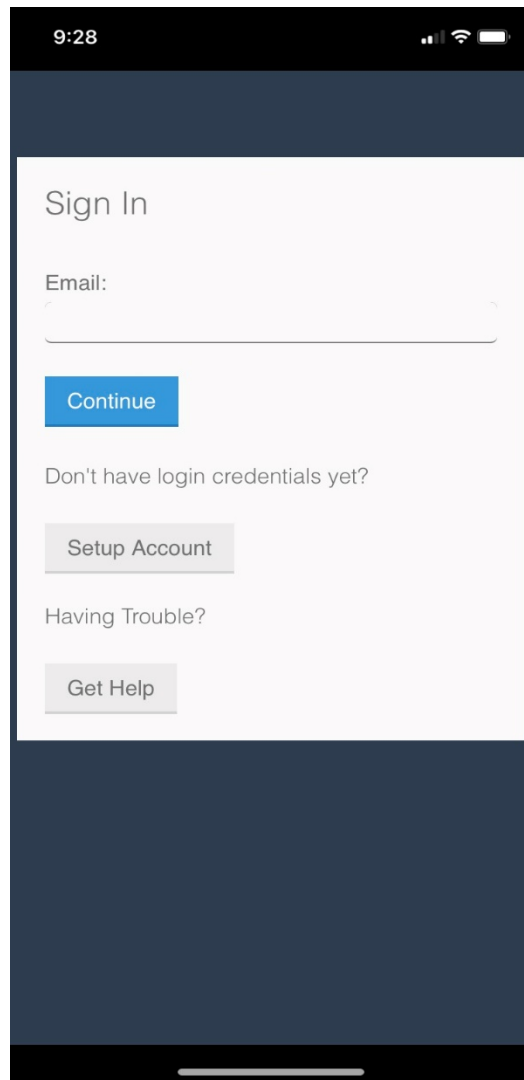 9:28
Sign In
Email:
Continue
Don't have login credentials yet?
Setup Account
Having Trouble?
Get Help